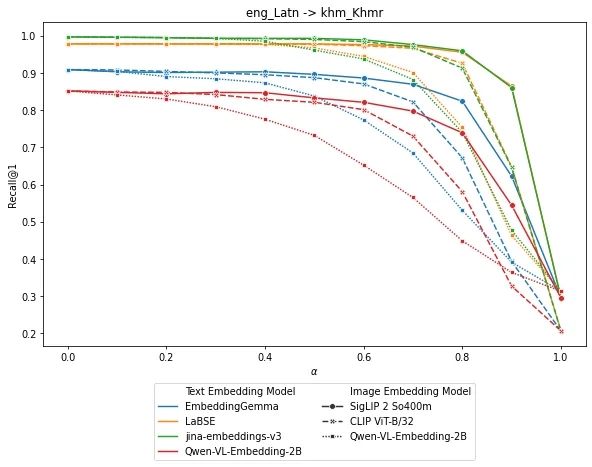 eng_Latn -> khm_Khmr
Recall@1
1.0
0.9
0.8
0.7
0.6
0.5
0.4
0.3
0.2
0.0
0.2
0.4
0.6
0.8
1.0
α
Text Embedding Model
EmbeddingGemma
LaBSE
jina-embeddings-v3
Qwen-VL-Embedding-2B
Image Embedding Model
SigLIP 2 So400m
CLIP ViT-B/32
Qwen-VL-Embedding-2B